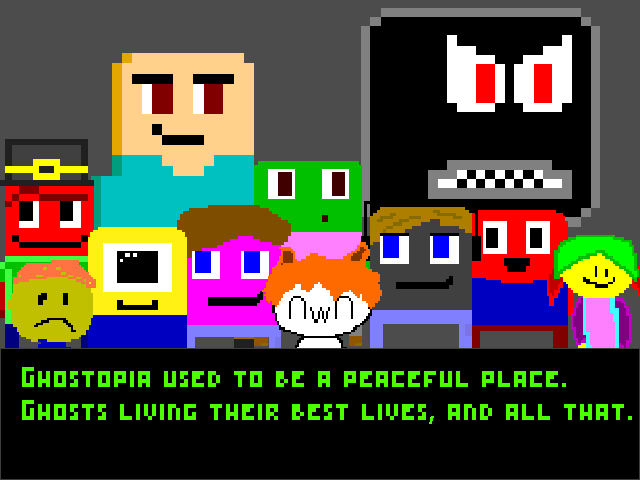 Ghostopia used to be a peaceful place.
Ghosts living their best lives, and all that.